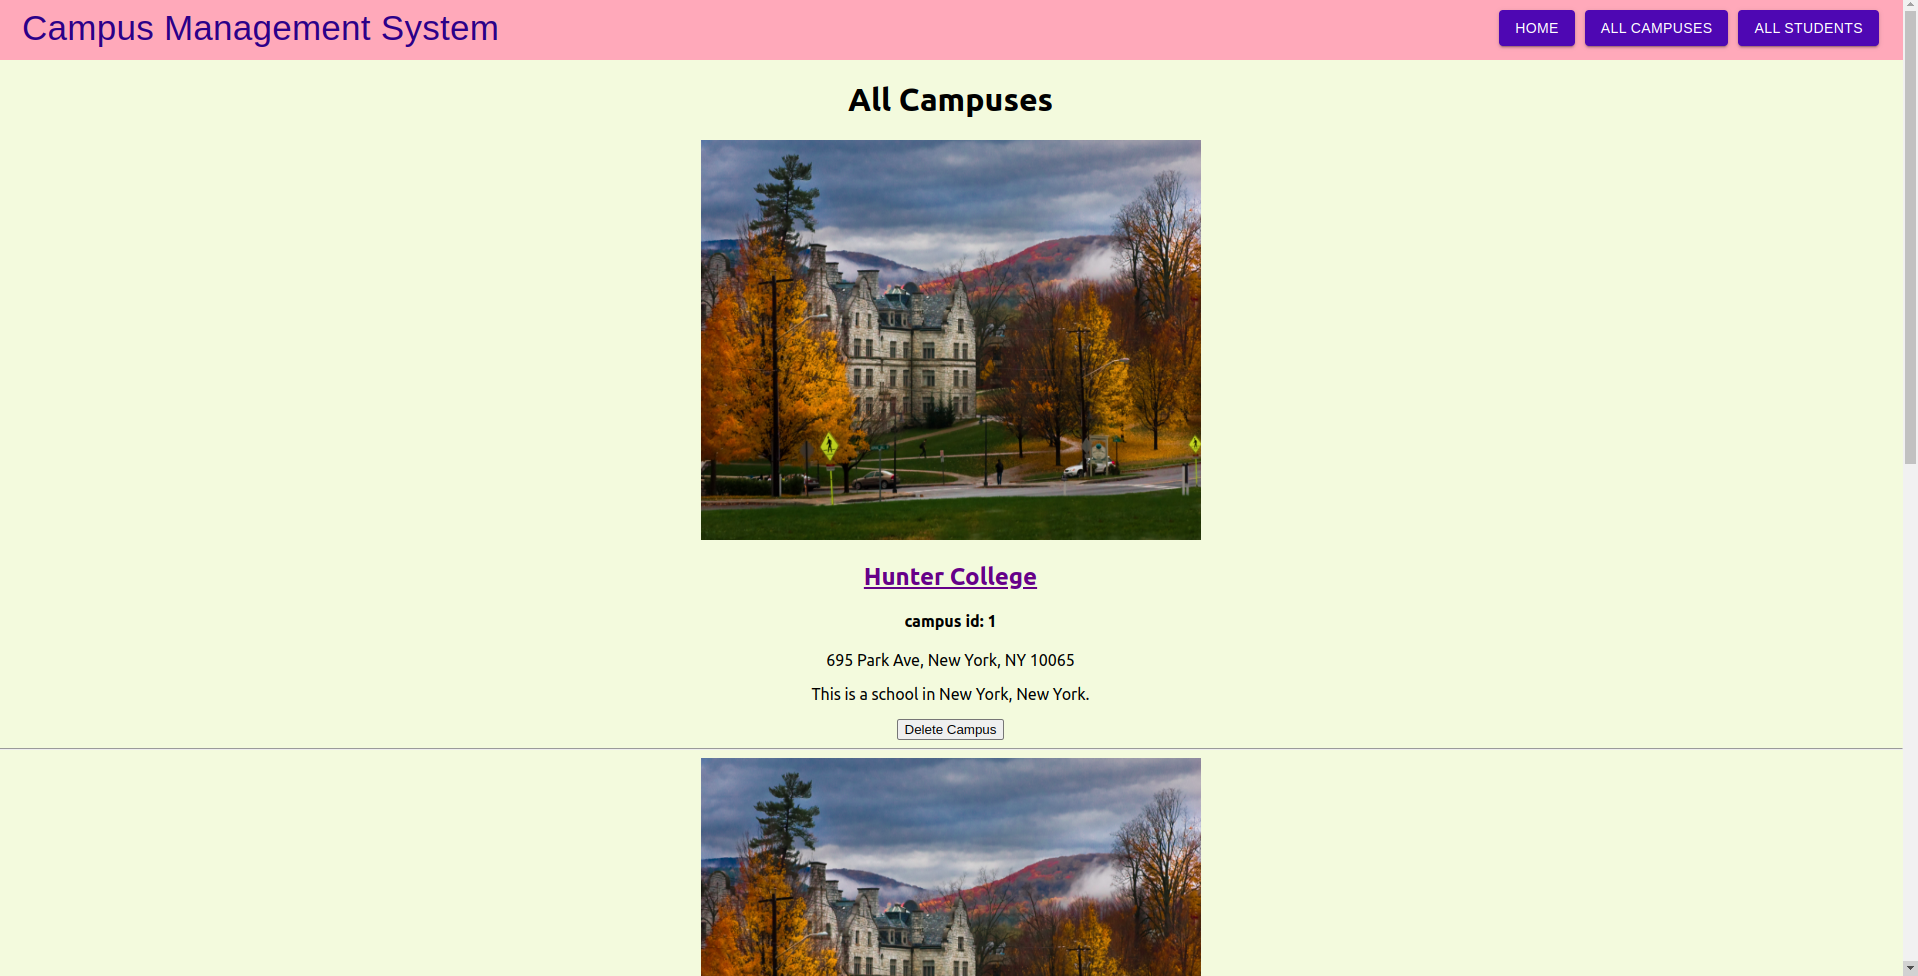 Campus Management System
HOME
ALL CAMPUSES
ALL STUDENTS
All Campuses
Hunter College
campus id: 1
695 Park Ave, New York, NY 10065
This is a school in New York, New York.
Delete Campus